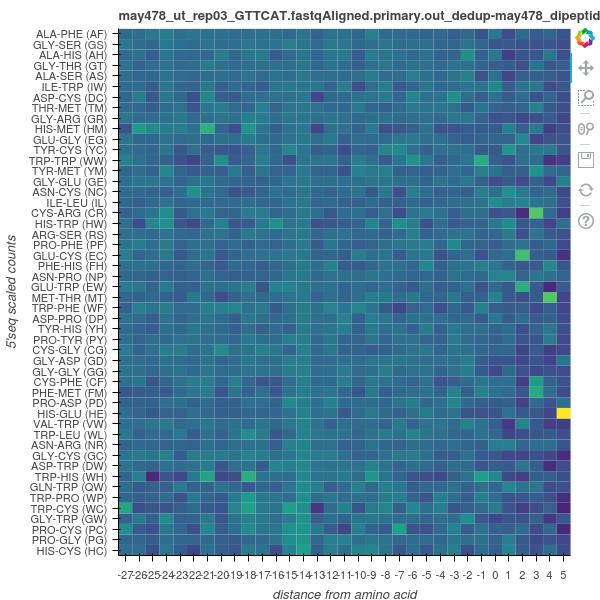 may478_ut_rep03_GTTCAT.fastqAligned.primary.out_dedup-may478_dipeptid
5'seq scaled counts
ALA-PHE (AF)
GLY-SER (GS)
ALA-HIS (AH)
GLY-THR (GT)
ALA-SER (AS)
ILE-TRP (IW)
ASP-CYS (DC)
THR-MET (TM)
GLY-ARG (GR)
HIS-MET (HM)
GLU-GLY (EG)
TYR-CYS (YC)
TRP-TRP (WW)
TYR-MET (YM)
GLY-GLU (GE)
ASN-CYS (NC)
ILE-LEU (IL)
CYS-ARG (CR)
HIS-TRP (HW)
ARG-SER (RS)
PRO-PHE (PF)
GLU-CYS (EC)
PHE-HIS (FH)
ASN-PRO (NP)
GLU-TRP (EW)
MET-THR (MT)
TRP-PHE (WF)
ASP-PRO (DP)
TYR-HIS (YH)
PRO-TYR (PY)
CYS-GLY (CG)
GLY-ASP (GD)
GLY-GLY (GG)
CYS-PHE (CF)
PHE-MET (FM)
PRO-ASP (PD)
HIS-GLU (HE)
VAL-TRP (VW)
TRP-LEU (WL)
ASN-ARG (NR)
GLY-CYS (GC)
ASP-TRP (DW)
TRP-HIS (WH)
GLN-TRP (QW)
TRP-PRO (WP)
TRP-CYS (WC)
GLY-TRP (GW)
PRO-CYS (PC)
PRO-GLY (PG)
HIS-CYS (HC)
-27-26-25-24-23-22-21-20-19-18-17-16-15-14-13-12-11-10-9 -8 -7 -6 -5 -4 -3 -2 -1 0 1 2 3 4 5
distance from amino acid